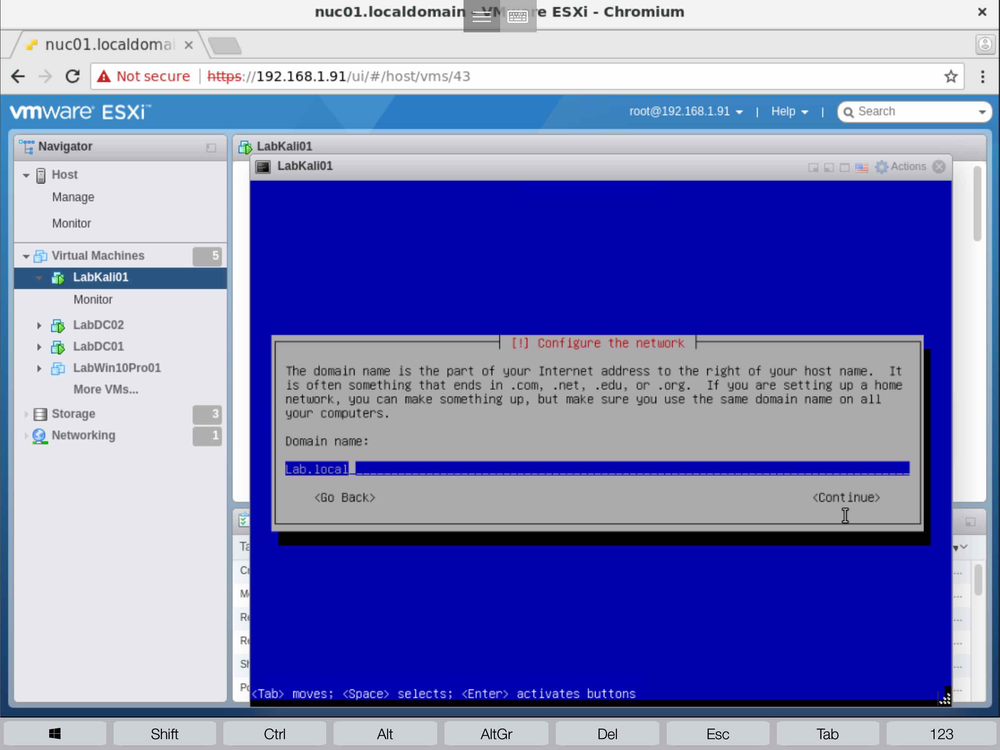 nuc01.localdomain - VMware ESXi - Chromium
nuc01.localdomai
Not secure https://192.168.1.91/ui/#/host/vms/43
vmware ESXi™
root@192.168.1.91 | Help | Search
Navigator
Host
Manage
Monitor
Virtual Machines 5
LabKali01
Monitor
LabDC02
LabDC01
LabWin10Pro01
More VMs...
Storage 3
Networking 1
LabKali01
LabKali01 Actions
[!] Configure the network
The domain name is the part of your Internet address to the right of your host name. It
is often something that ends in .com, .net, .edu, or .org. If you are setting up a home
network, you can make something up, but make sure you use the same domain name on all
your computers.
Domain name:
Lab.local
<Go Back> <Continue>
<Tab> moves; <Space> selects; <Enter> activates buttons
Shift Ctrl Alt AltGr Del Esc Tab 123